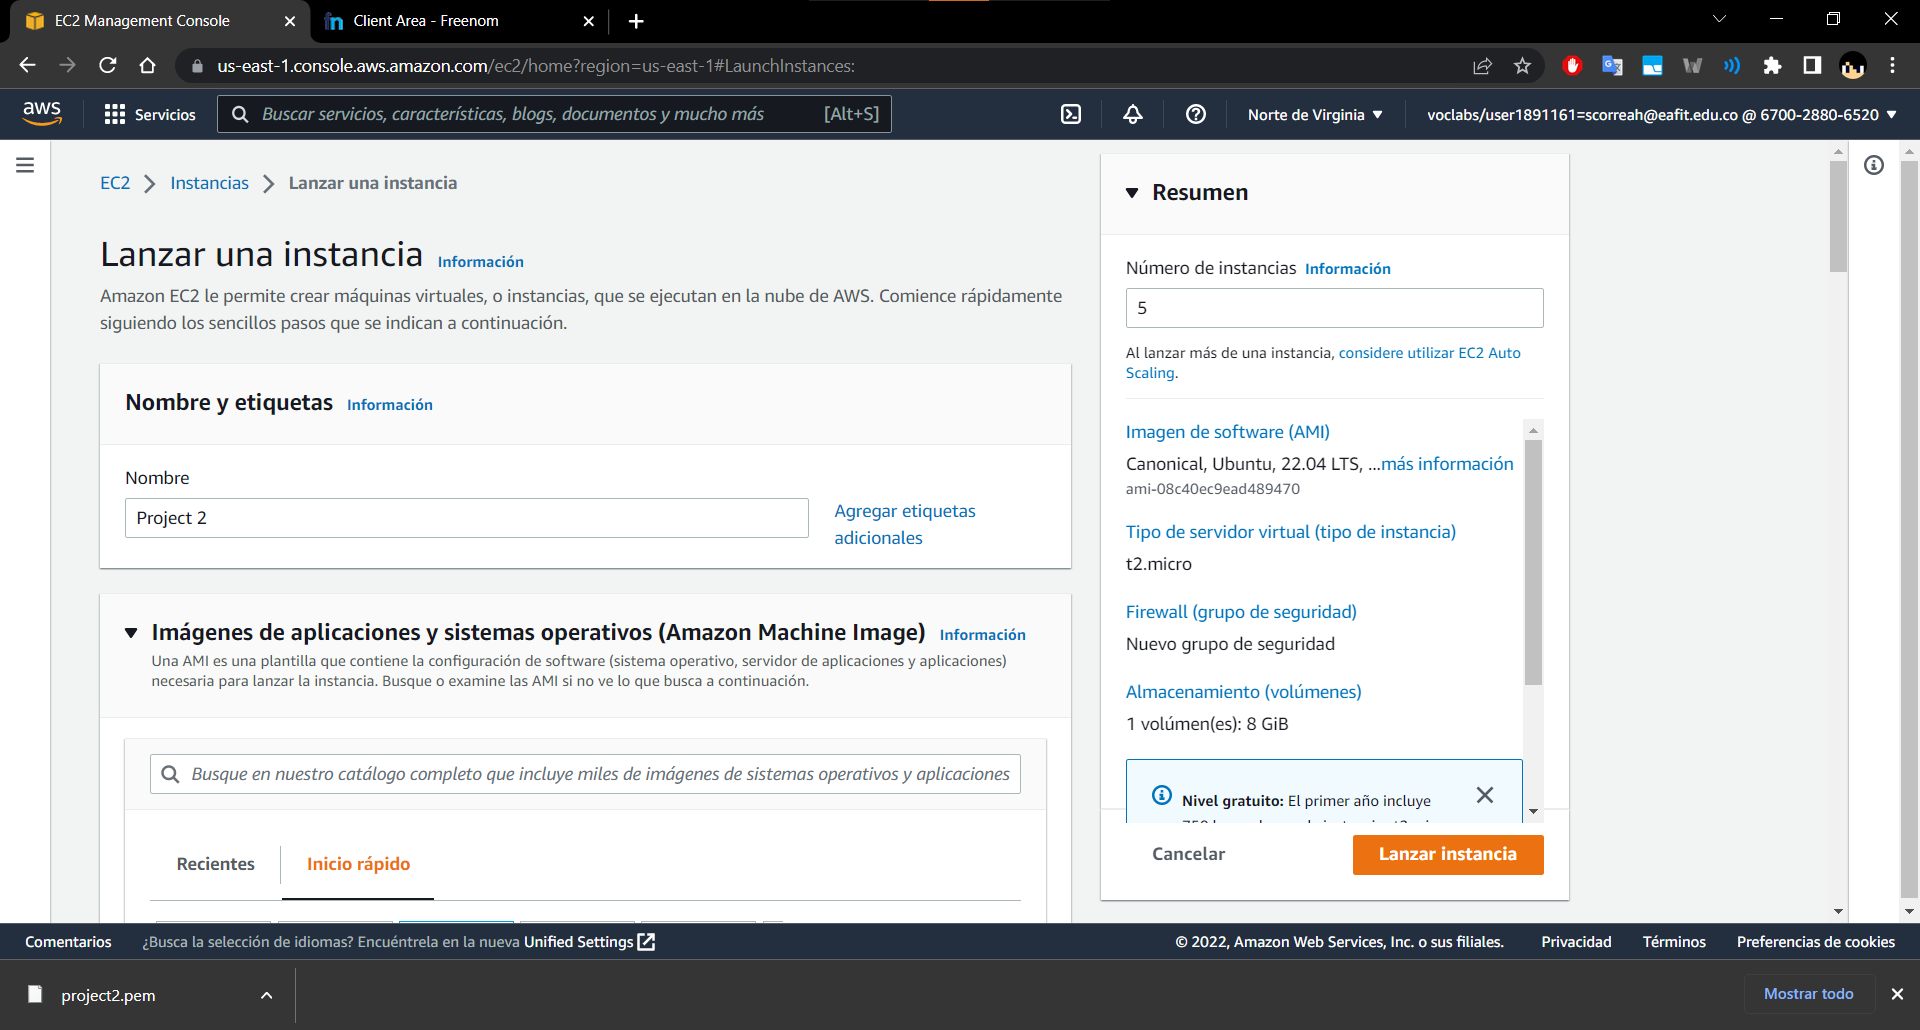 EC2 Management Console
Client Area - Freenom
us-east-1.console.aws.amazon.com/ec2/home?region=us-east-1#LaunchInstances:
aws
Servicios
Buscar servicios, características, blogs, documentos y mucho más [Alt+S]
Norte de Virginia
voclabs/user1891161=scorreah@eafit.edu.co @ 6700-2880-6520
EC2 > Instancias > Lanzar una instancia
Lanzar una instancia Información
Amazon EC2 le permite crear máquinas virtuales, o instancias, que se ejecutan en la nube de AWS. Comience rápidamente
siguiendo los sencillos pasos que se indican a continuación.
Nombre y etiquetas Información
Nombre
Project 2
Agregar etiquetas
adicionales
Imágenes de aplicaciones y sistemas operativos (Amazon Machine Image) Información
Una AMI es una plantilla que contiene la configuración de software (sistema operativo, servidor de aplicaciones y aplicaciones)
necesaria para lanzar la instancia. Busque o examine las AMI si no ve lo que busca a continuación.
Busque en nuestro catálogo completo que incluye miles de imágenes de sistemas operativos y aplicaciones
Recientes
Inicio rápido
Resumen
Número de instancias Información
5
Al lanzar más de una instancia, considere utilizar EC2 Auto
Scaling.
Imagen de software (AMI)
Canonical, Ubuntu, 22.04 LTS, ...más información
ami-08c40ec9ead489470
Tipo de servidor virtual (tipo de instancia)
t2.micro
Firewall (grupo de seguridad)
Nuevo grupo de seguridad
Almacenamiento (volúmenes)
1 volúmen(es): 8 GiB
Nivel gratuito: El primer año incluye
Cancelar
Lanzar instancia
Comentarios
¿Busca la selección de idiomas? Encuéntrela en la nueva Unified Settings
© 2022, Amazon Web Services, Inc. o sus filiales.
Privacidad
Términos
Preferencias de cookies
project2.pem
Mostrar todo